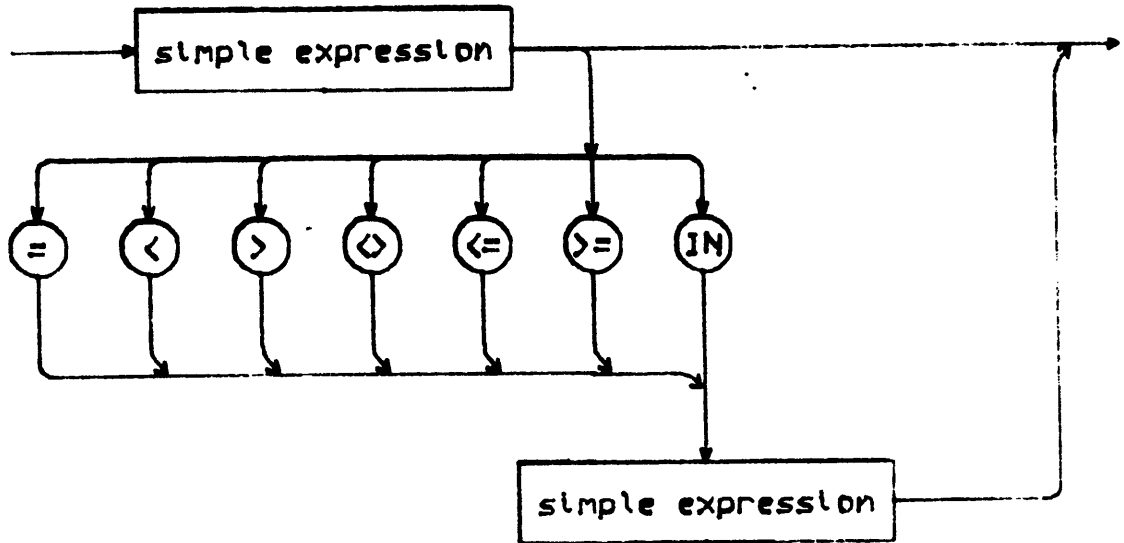 simple expression
= < > <> <= >= IN
simple expression